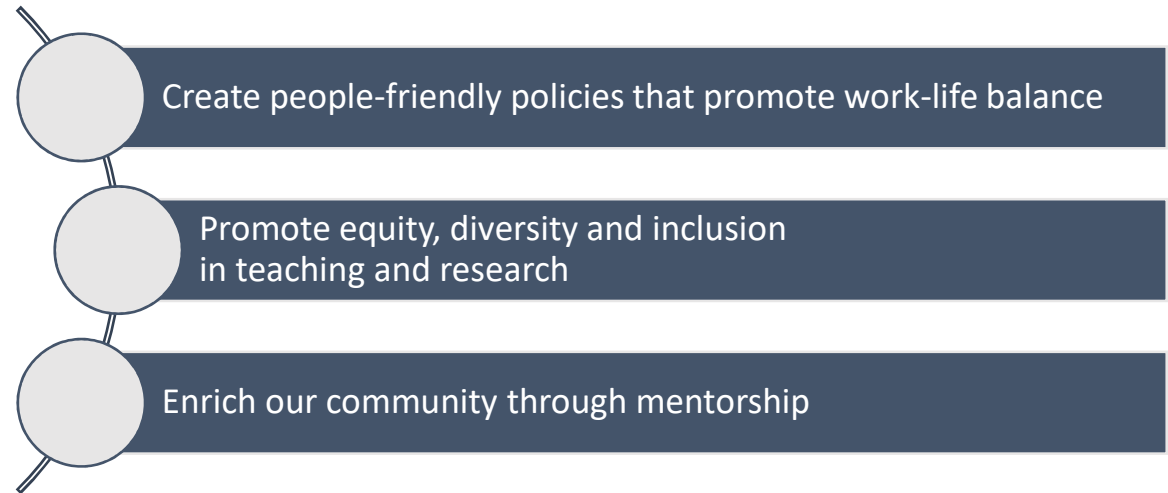 Create people-friendly policies that promote work-life balance
Promote equity, diversity and inclusion
in teaching and research
Enrich our community through mentorship